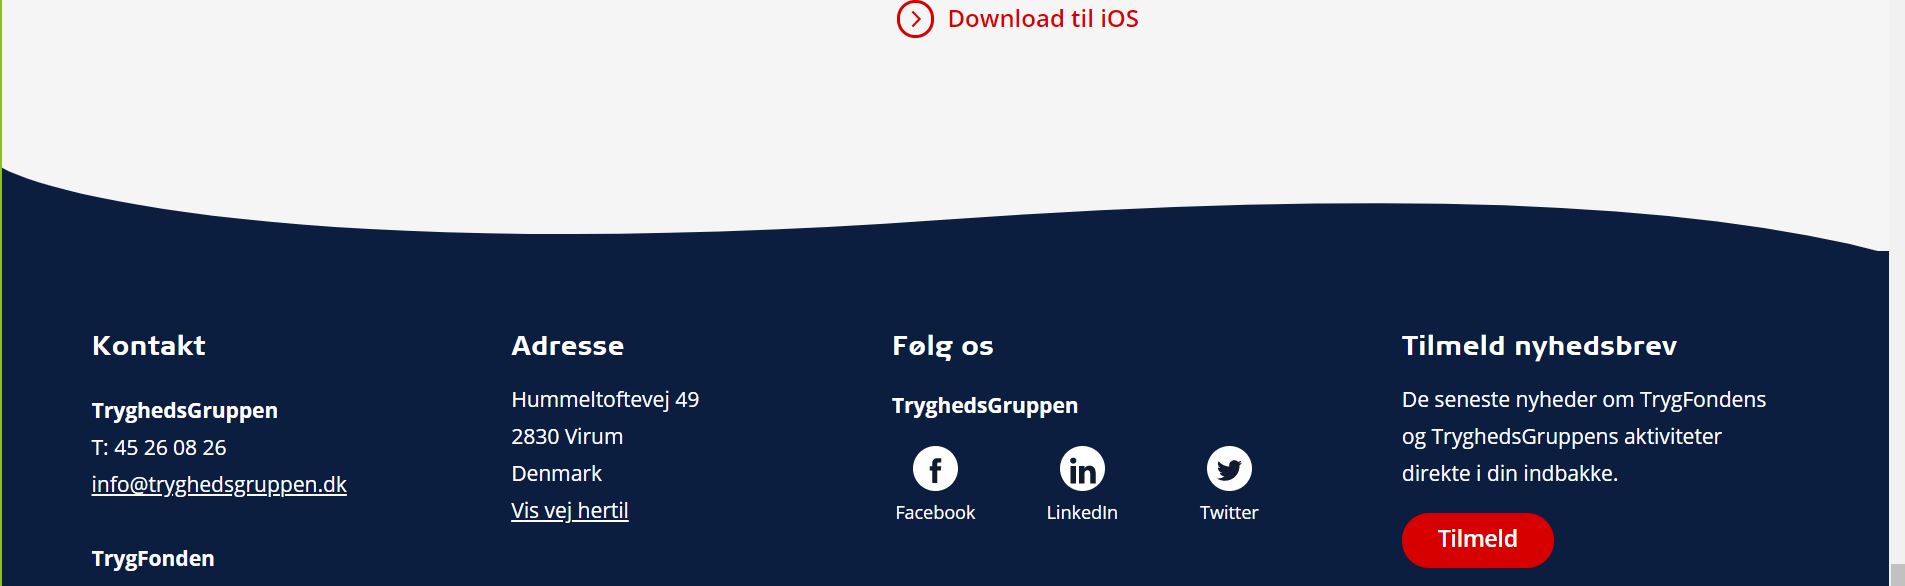 Download til iOS
Kontakt
TryghedsGruppen
T: 45 26 08 26
info@tryghedsgruppen.dk
TrygFonden
Adresse
Hummeltoftevej 49
2830 Virum
Denmark
Vis vej hertil
Følg os
TryghedsGruppen
Facebook
LinkedIn
Twitter
Tilmeld nyhedsbrev
De seneste nyheder om TrygFondens
og TryghedsGruppens aktiviteter
direkte i din indbakke.
Tilmeld